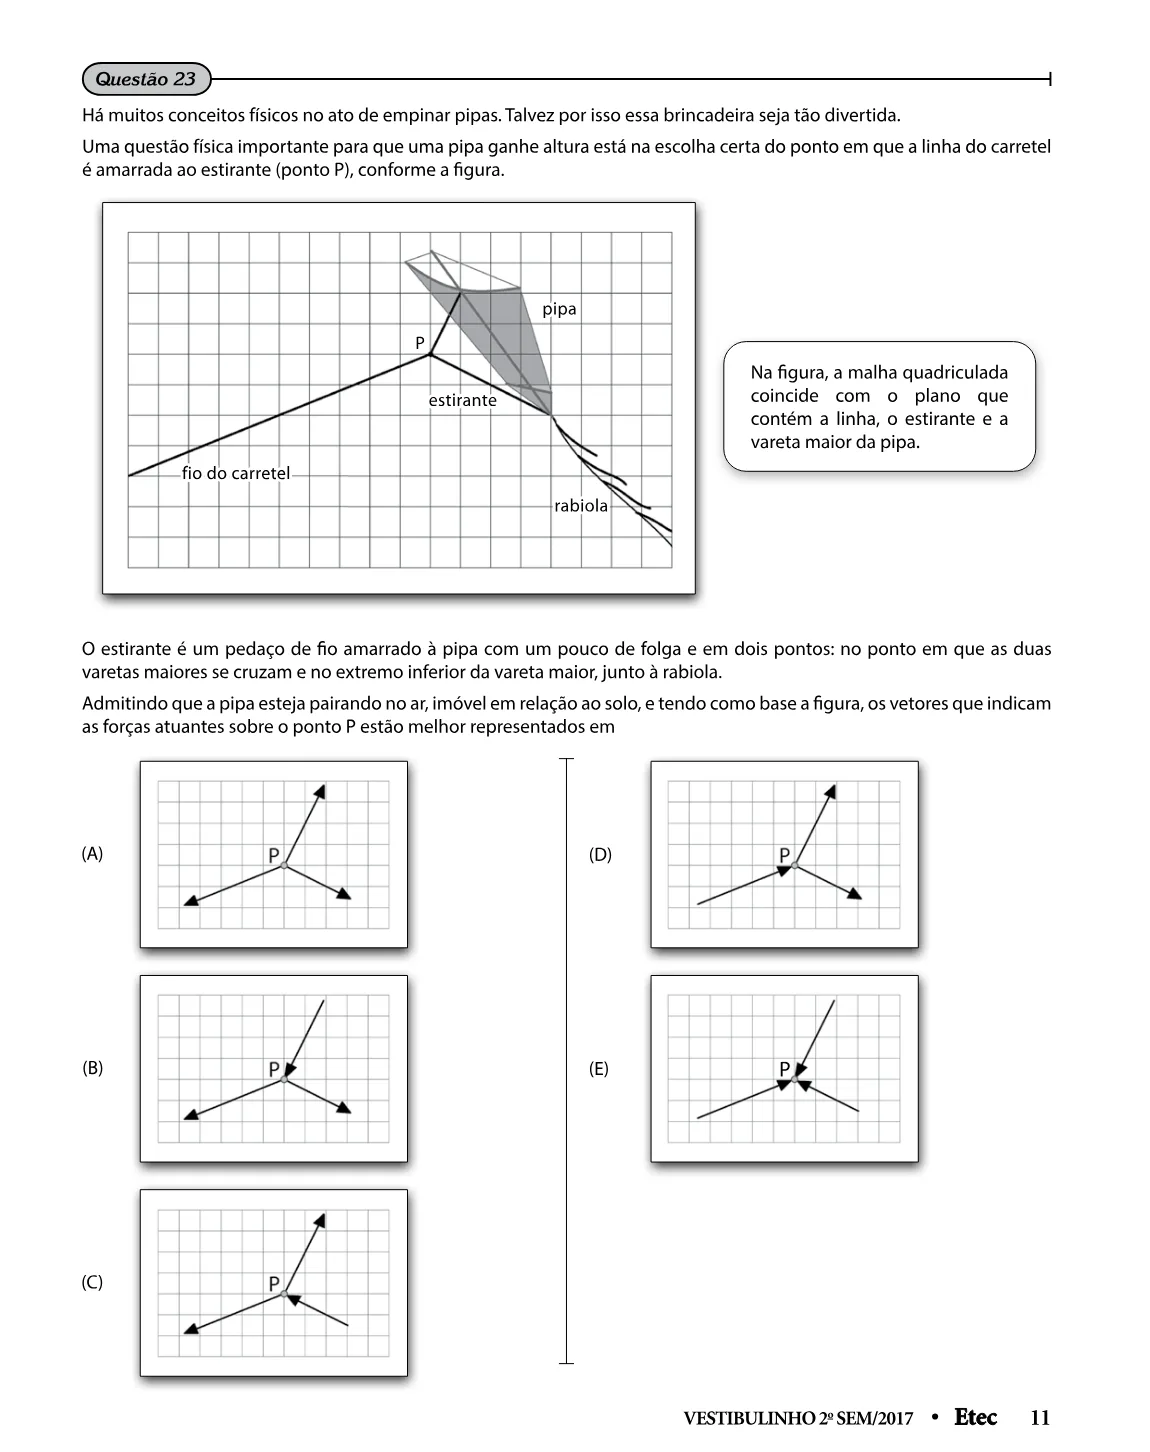 Questão 23
Há muitos conceitos físicos no ato de empinar pipas. Talvez por isso essa brincadeira seja tão divertida.
Uma questão física importante para que uma pipa ganhe altura está na escolha certa do ponto em que a linha do carretel
é amarrada ao estirante (ponto P), conforme a figura.
pipa
P
estirante
fio do carretel
rabiola
Na figura, a malha quadriculada
coincide com o plano que
contém a linha, o estirante e a
vareta maior da pipa.
O estirante é um pedaço de fio amarrado à pipa com um pouco de folga e em dois pontos: no ponto em que as duas
varetas maiores se cruzam e no extremo inferior da vareta maior, junto à rabiola.
Admitindo que a pipa esteja pairando no ar, imóvel em relação ao solo, e tendo como base a figura, os vetores que indicam
as forças atuantes sobre o ponto P estão melhor representados em
(A)
P
(B)
P
(C)
P
(D)
P
(E)
P
VESTIBULINHO 2º SEM/2017 • Etec 11